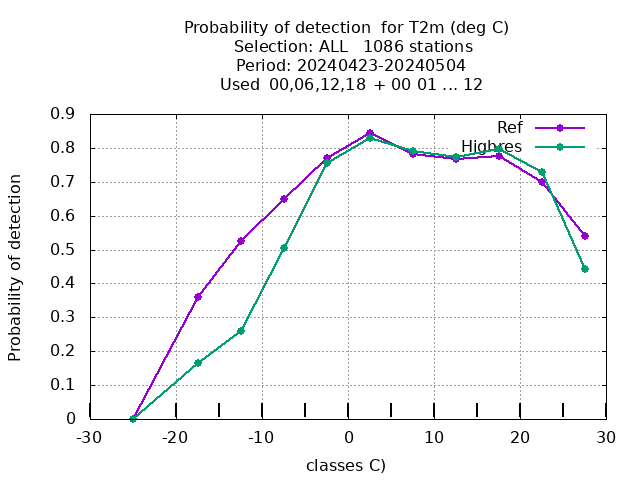 Probability of detection  for T2m (deg C)
Selection: ALL   1086 stations
Period: 20240423-20240504
Used  00,06,12,18  + 00 01 ... 12
Probability of detection
0.9
0.8
0.7
0.6
0.5
0.4
0.3
0.2
0.1
0
Ref
Highres
-30
-20
-10
0
10
20
30
classes C)